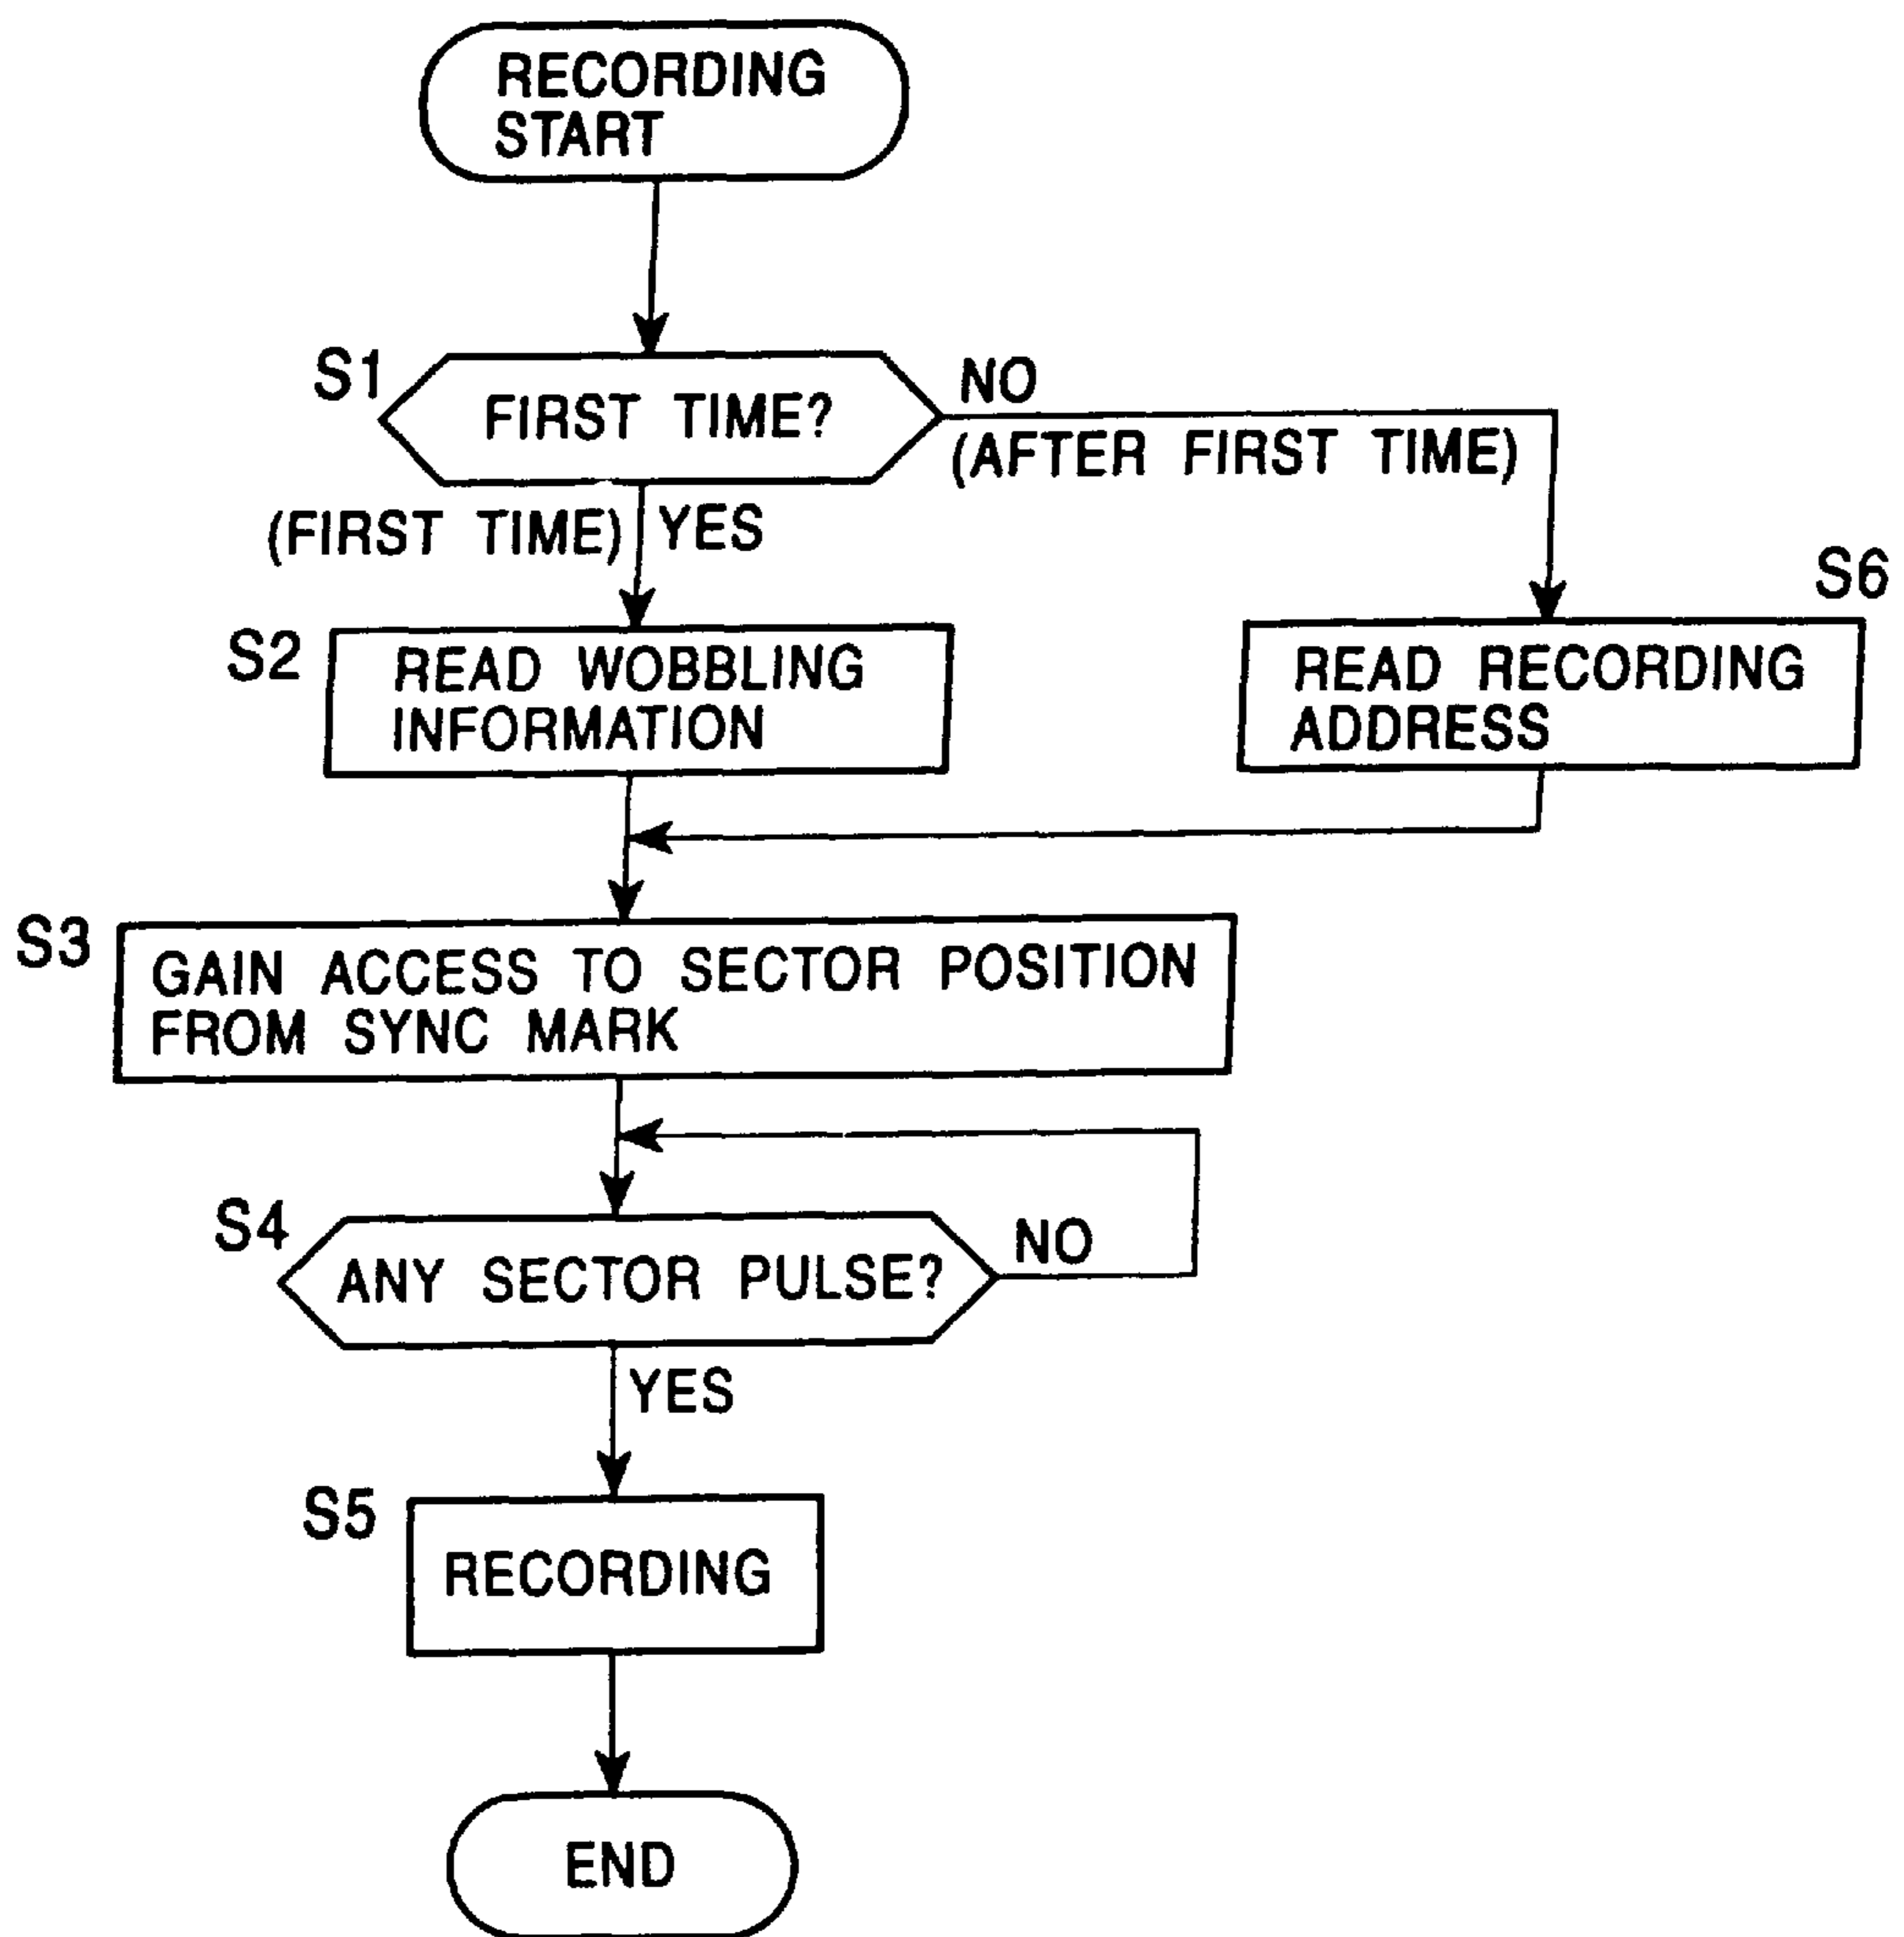 RECORDING
START
S1
FIRST TIME?
NO
(AFTER FIRST TIME)
(FIRST TIME) YES
S2
READ WOBBLING
INFORMATION
S6
READ RECORDING
ADDRESS
S3
GAIN ACCESS TO SECTOR POSITION
FROM SYNC MARK
S4
ANY SECTOR PULSE?
NO
YES
S5
RECORDING
END